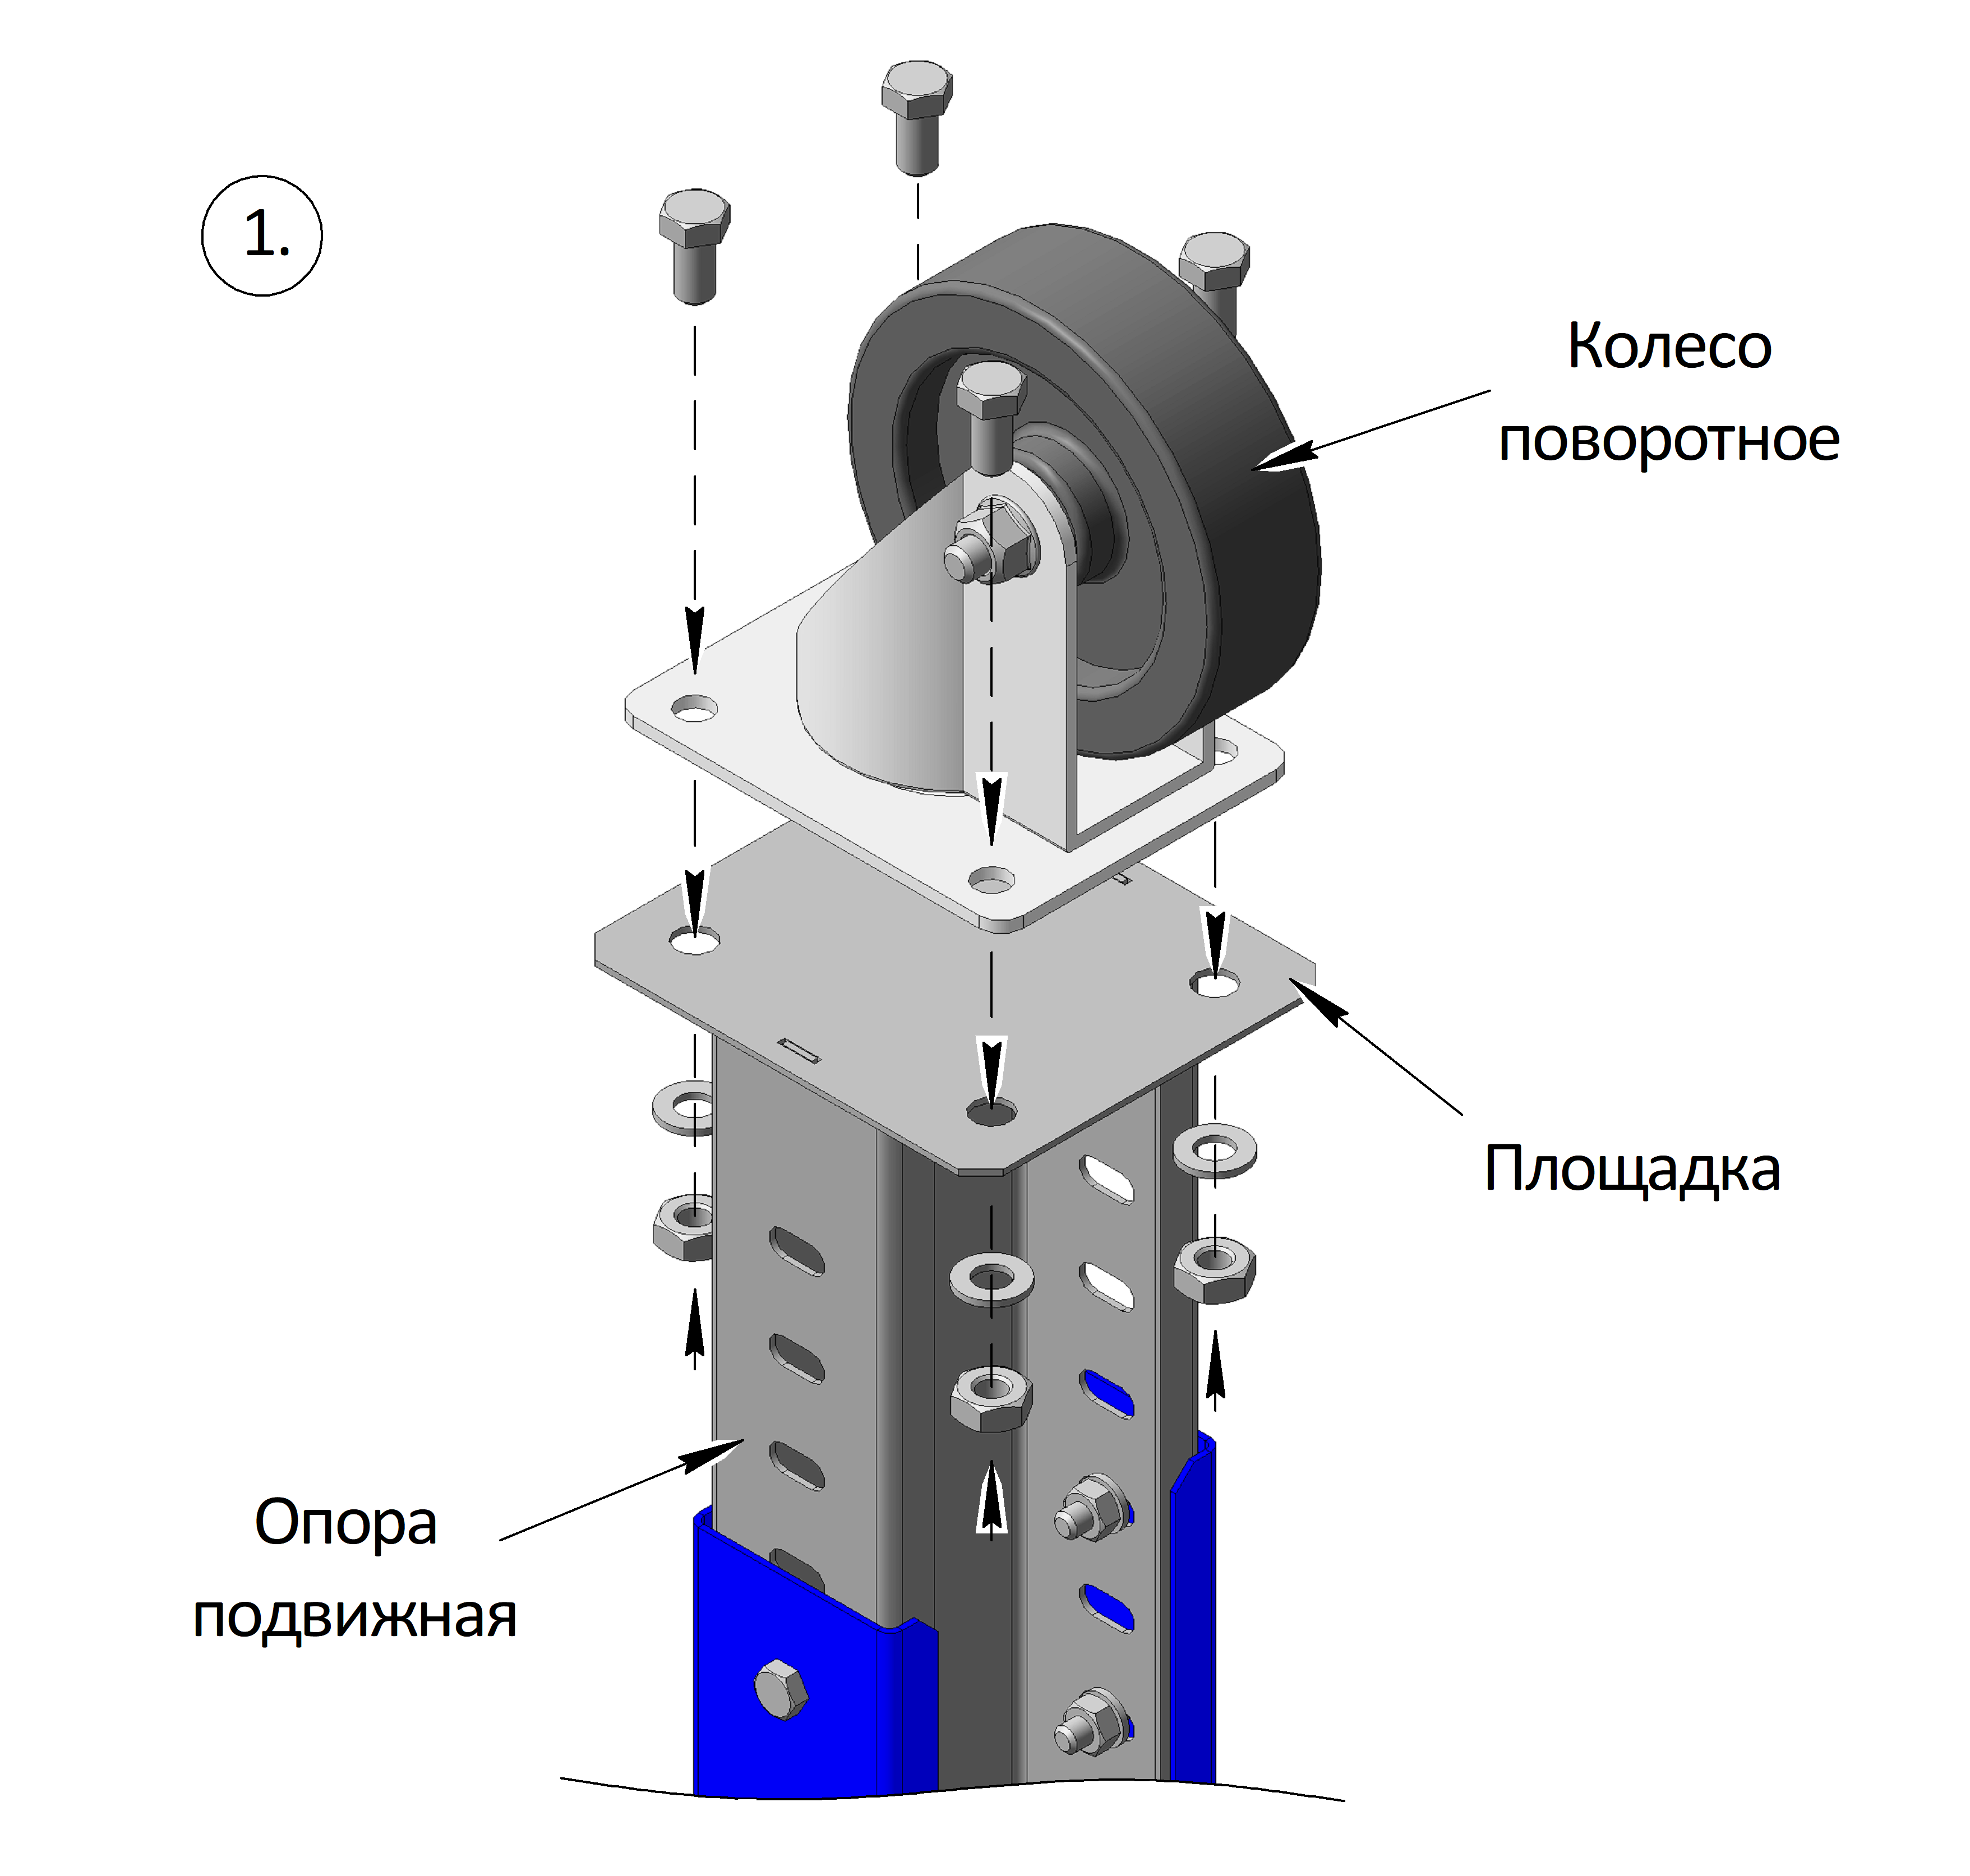 1.
Колесо
поворотное
Площадка
Опора
подвижная